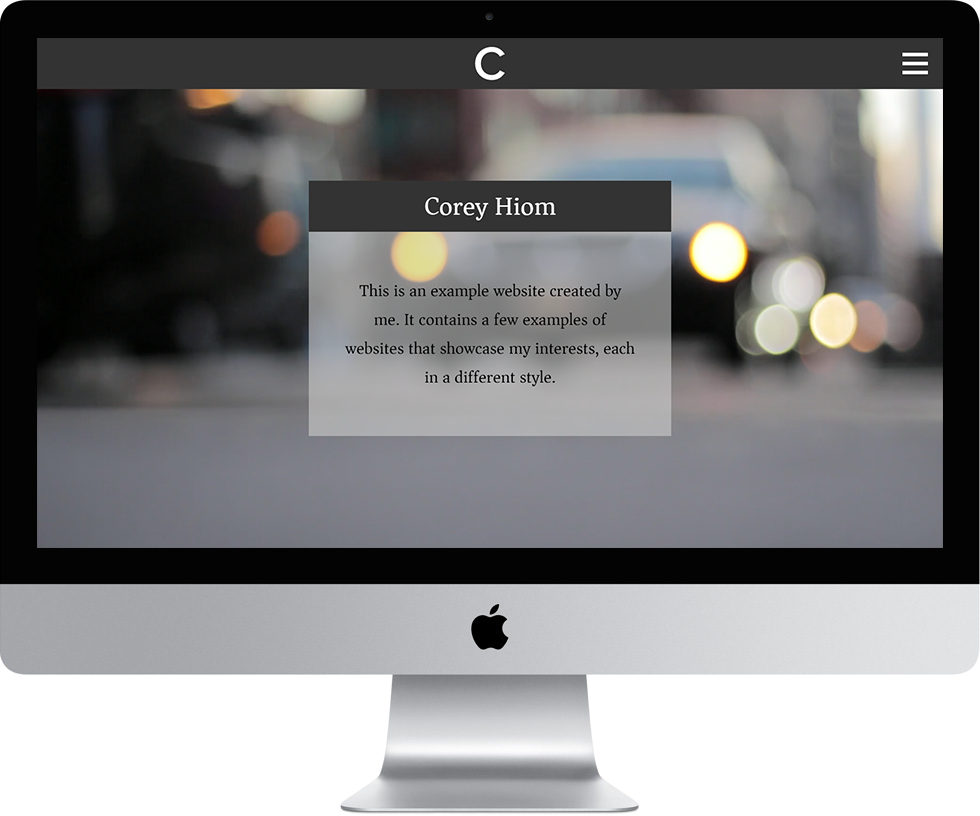 C
Corey Hiom
This is an example website created by
me. It contains a few examples of
websites that showcase my interests, each
in a different style.